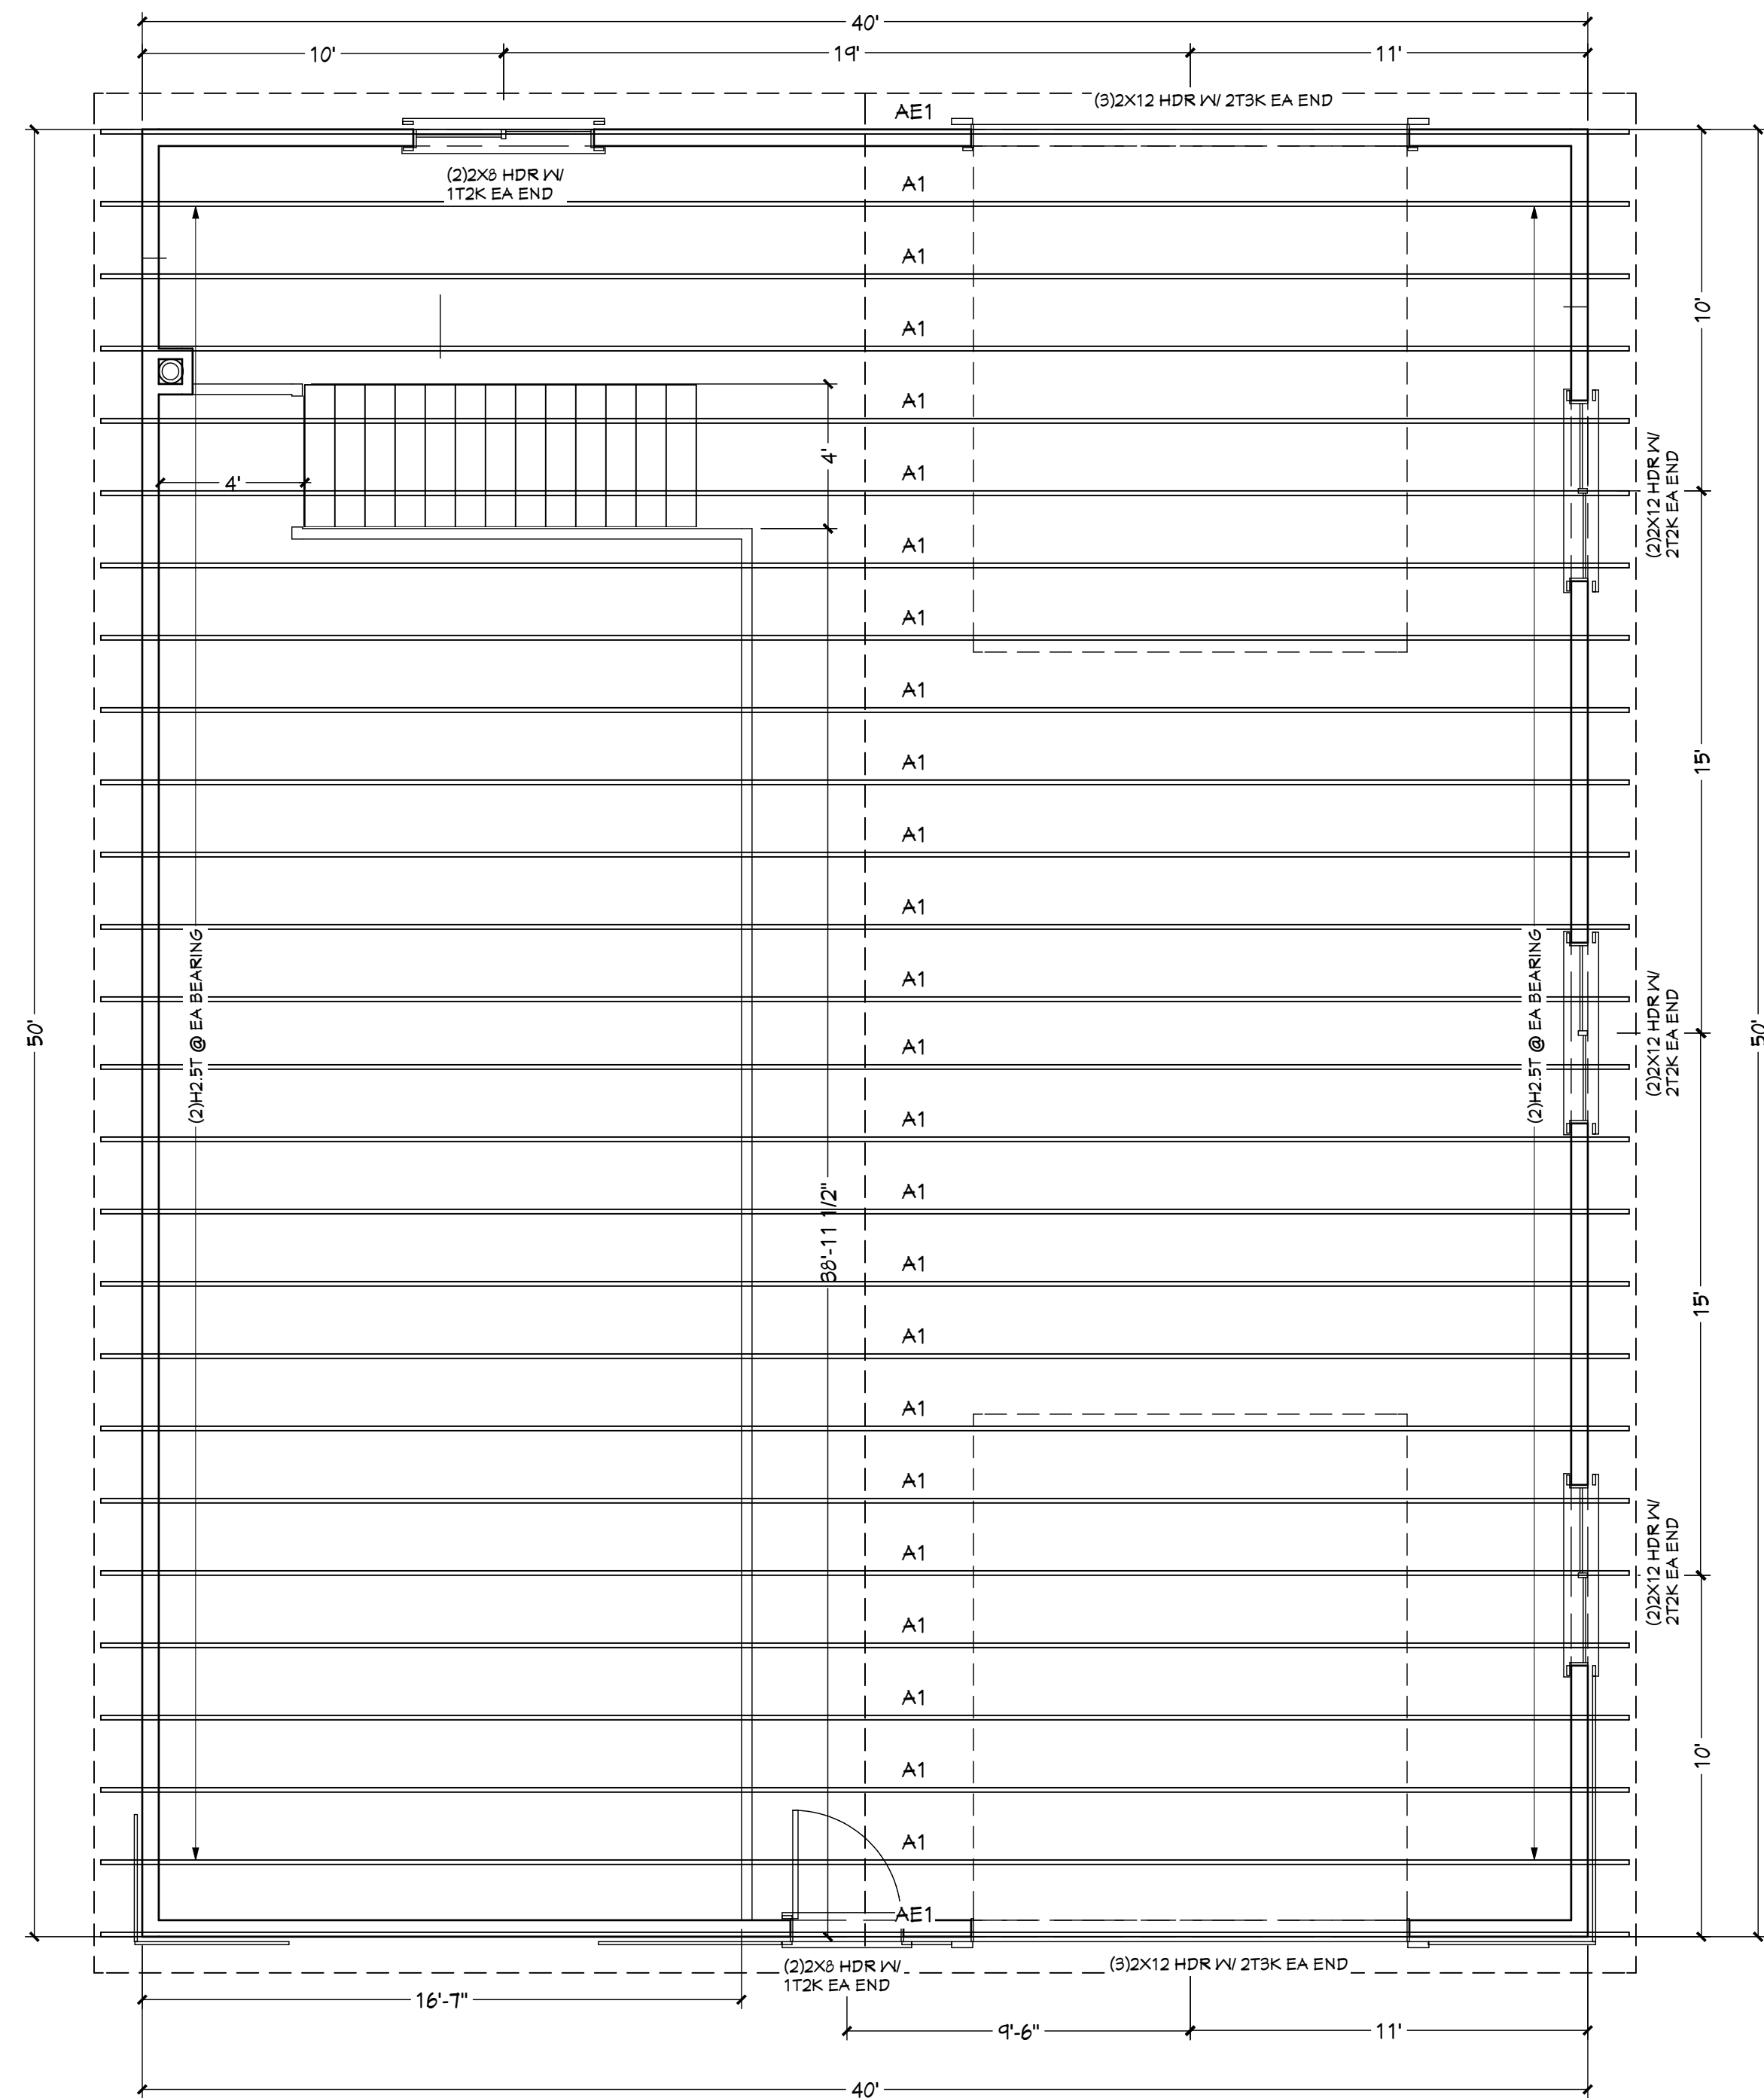 40'
10'
19'
11'
(3)2X12 HDR W/ 2T3K EA END
AE1
(2)2X8 HDR W/
1T2K EA END
A1
A1
A1
10'
A1
4'
A1
4'
A1
(2)2X12 HDR W/
2T2K EA END
A1
A1
A1
15'
A1
A1
A1
50'
(2)H2.5T @ EA BEARING
A1
(2)H2.5T @ EA BEARING
(2)2X12 HDR W/
2T2K EA END
50'
A1
A1
A1
38'-11 1/2"
A1
15'
A1
A1
A1
A1
(2)2X12 HDR W/
2T2K EA END
A1
A1
10'
A1
A1
AE1
(2)2X8 HDR W/
1T2K EA END
(3)2X12 HDR W/ 2T3K EA END
16'-7"
9'-6"
11'
40'